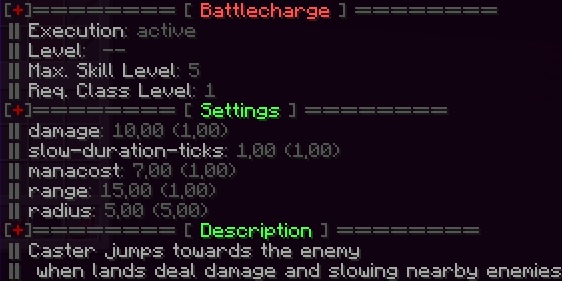 [+]========= [ Battlecharge ] =========
|| Execution: active
|| Level: --
|| Max. Skill Level: 5
|| Req. Class Level: 1
[+]========= [ Settings ] =========
|| damage: 10,00 (1,00)
|| slow-duration-ticks: 1,00 (1,00)
|| manacost: 7,00 (1,00)
|| range: 15,00 (1,00)
|| radius: 5,00 (5,00)
[+]========= [ Description ] =========
|| Caster jumps towards the enemy
|| when lands deal damage and slowing nearby enemies